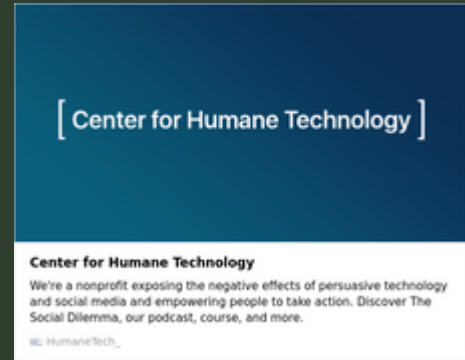 [ Center for Humane Technology ]
Center for Humane Technology
We're a nonprofit exposing the negative effects of persuasive technology
and social media and empowering people to take action. Discover The
Social Dilemma, our podcast, course, and more.
HumaneTech_